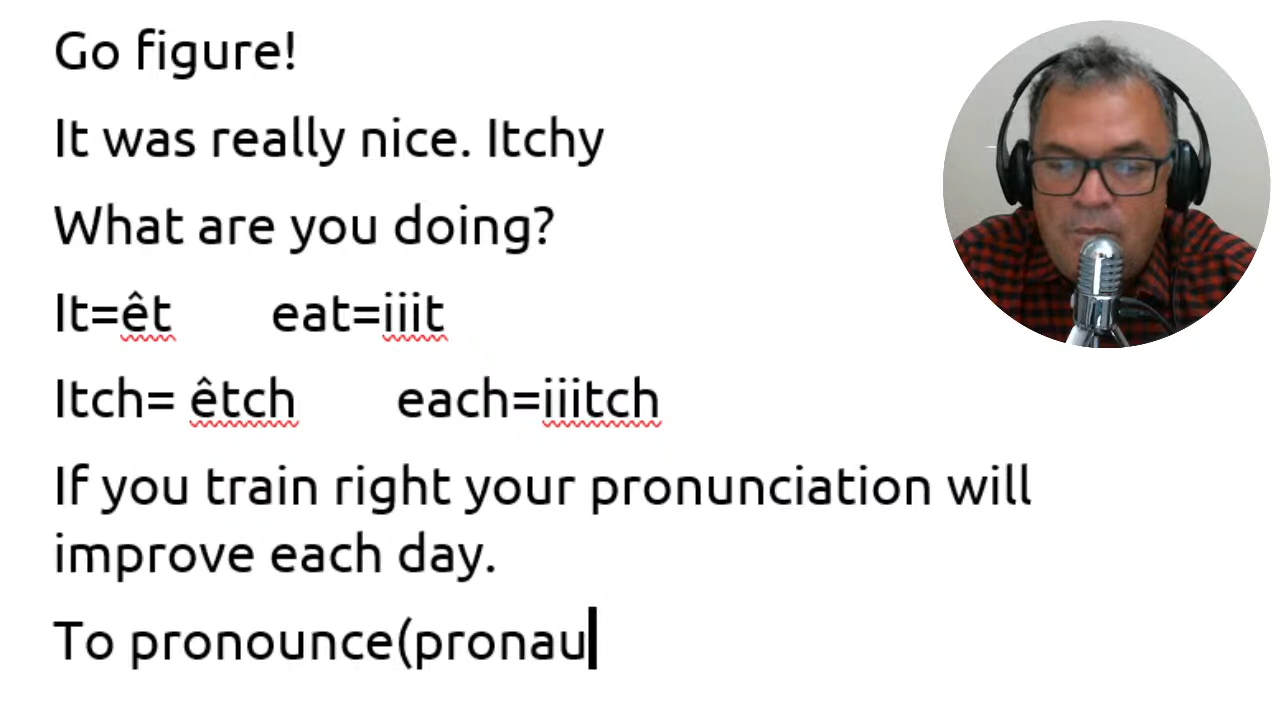 Go figure!
It was really nice. Itchy
What are you doing?
It=êt eat=iiit
Itch= êtch each=iiitch
If you train right your pronunciation will
improve each day.
To pronounce(pronau